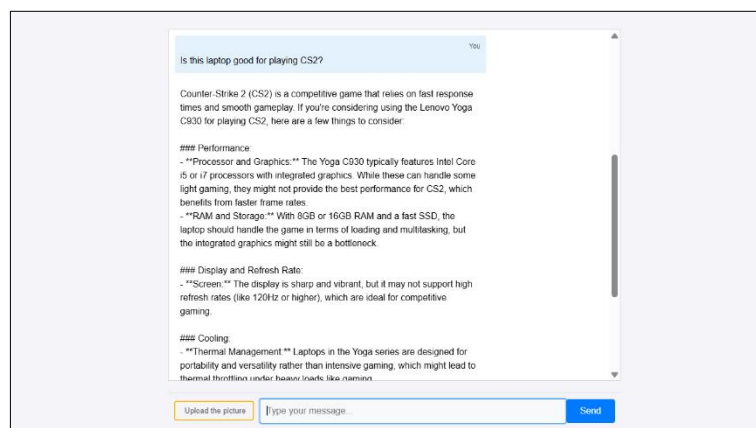 You
Is this laptop good for playing CS2?
Counter-Strike 2 (CS2) is a competitive game that relies on fast response
times and smooth gameplay. If you're considering using the Lenovo Yoga
C930 for playing CS2, here are a few things to consider:
### Performance:
- **Processor and Graphics:** The Yoga C930 typically features Intel Core
i5 or i7 processors with integrated graphics. While these can handle some
light gaming, they might not provide the best performance for CS2, which
benefits from faster frame rates.
- **RAM and Storage:** With 8GB or 16GB RAM and a fast SSD, the
laptop should handle the game in terms of loading and multitasking, but
the integrated graphics might still be a bottleneck.
### Display and Refresh Rate:
- **Screen:** The display is sharp and vibrant, but it may not support high
refresh rates (like 120Hz or higher), which are ideal for competitive
gaming.
### Cooling:
- **Thermal Management:** Laptops in the Yoga series are designed for
portability and versatility rather than intensive gaming, which might lead to
thermal throttling under heavy loads like gaming.
Upload the picture
Type your message...
Send